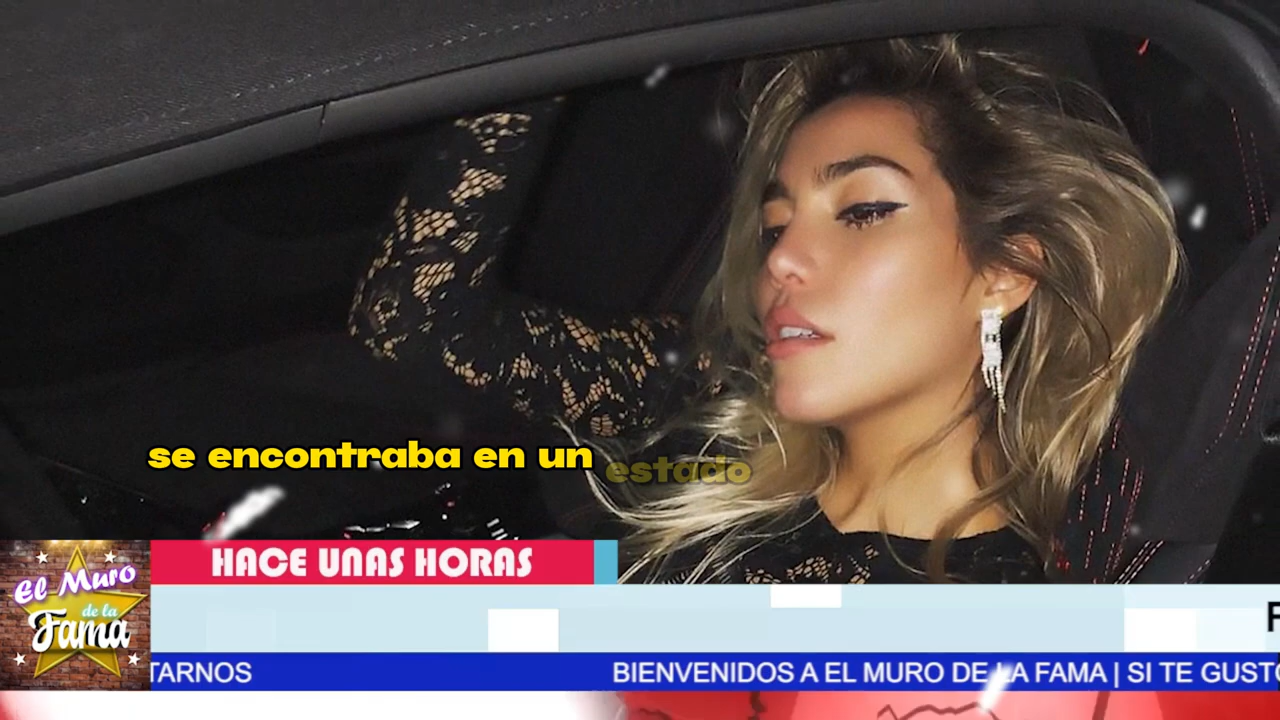 se encontraba en un estado
HACE UNAS HORAS
El Muro
de la
Fama
TARNOS
BIENVENIDOS A EL MURO DE LA FAMA | SI TE GUSTO